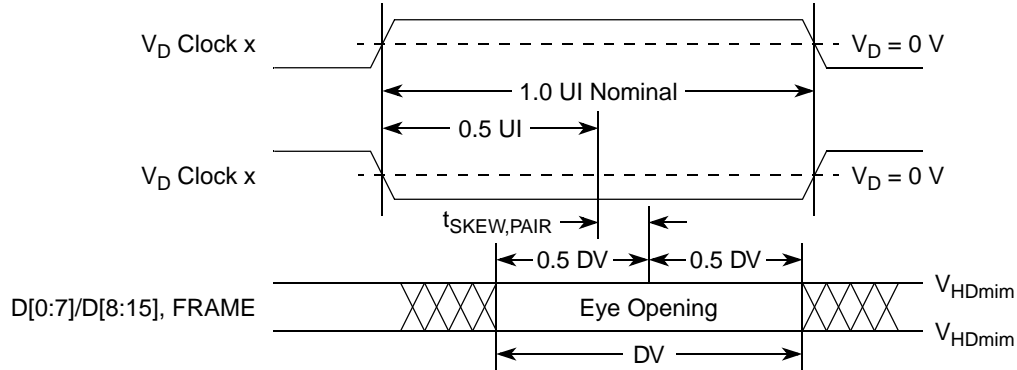 V_D Clock x
V_D = 0 V
1.0 UI Nominal
0.5 UI
V_D Clock x
V_D = 0 V
t_SKEW,PAIR
0.5 DV
0.5 DV
D[0:7]/D[8:15], FRAME
Eye Opening
V_HDmim
V_HDmim
DV